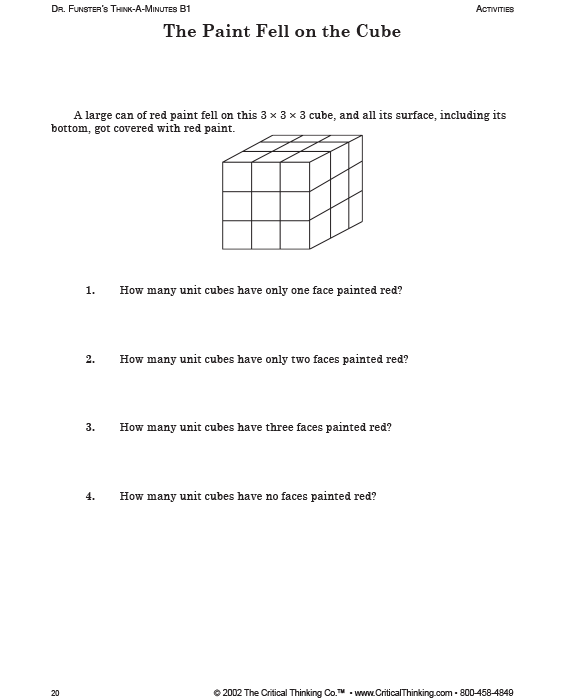 Dr. Funster's Think-A-Minutes B1 Activities
The Paint Fell on the Cube
A large can of red paint fell on this 3 × 3 × 3 cube, and all its surface, including its
bottom, got covered with red paint.
1. How many unit cubes have only one face painted red?
2. How many unit cubes have only two faces painted red?
3. How many unit cubes have three faces painted red?
4. How many unit cubes have no faces painted red?
20 © 2002 The Critical Thinking Co.™ • www.CriticalThinking.com • 800-458-4849